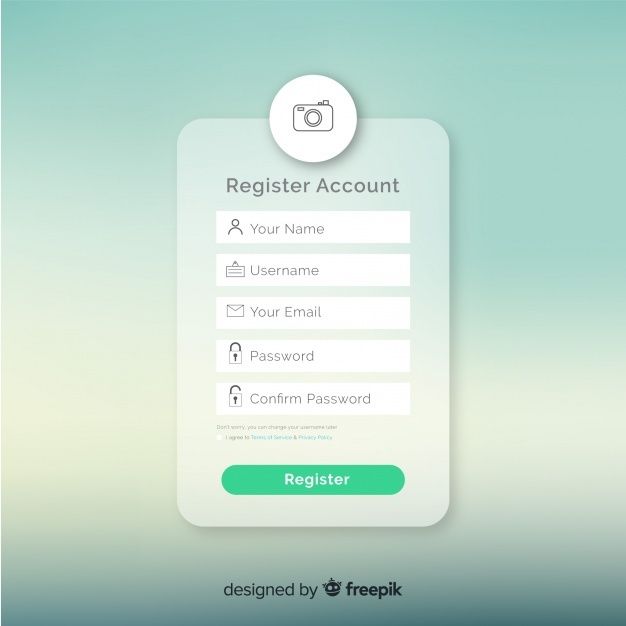 Register Account
Your Name
Username
Your Email
Password
Confirm Password
Don't sorry, you can change your username later
I agree to Terms of Service & Privacy Policy
Register
designed by freepik